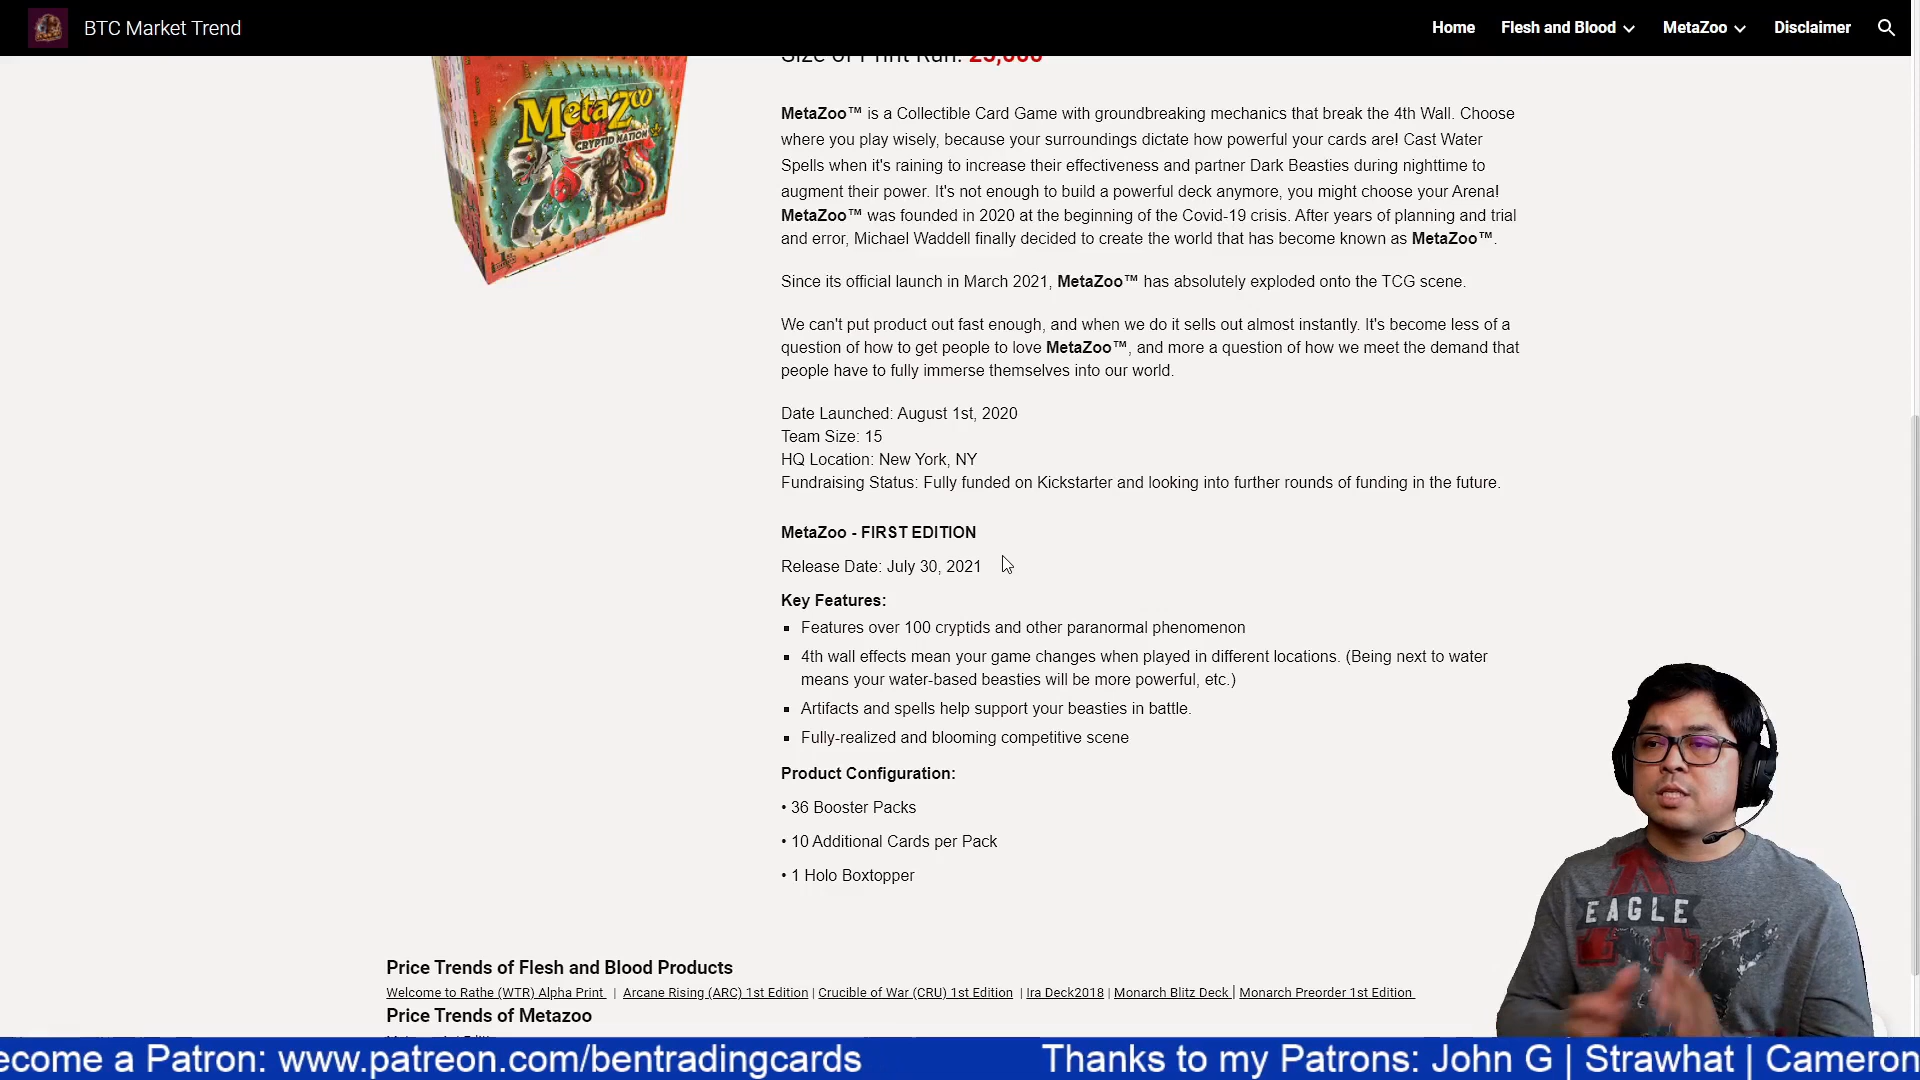 BTC Market Trend
Home Flesh and Blood MetaZoo Disclaimer
Size of Print Run: 25,000
MetaZoo
CRYPTID NATION
MetaZoo™ is a Collectible Card Game with groundbreaking mechanics that break the 4th Wall. Choose
where you play wisely, because your surroundings dictate how powerful your cards are! Cast Water
Spells when it's raining to increase their effectiveness and partner Dark Beasties during nighttime to
augment their power. It's not enough to build a powerful deck anymore, you might choose your Arena!
MetaZoo™ was founded in 2020 at the beginning of the Covid-19 crisis. After years of planning and trial
and error, Michael Waddell finally decided to create the world that has become known as MetaZoo™.
Since its official launch in March 2021, MetaZoo™ has absolutely exploded onto the TCG scene.
We can't put product out fast enough, and when we do it sells out almost instantly. It's become less of a
question of how to get people to love MetaZoo™, and more a question of how we meet the demand that
people have to fully immerse themselves into our world.
Date Launched: August 1st, 2020
Team Size: 15
HQ Location: New York, NY
Fundraising Status: Fully funded on Kickstarter and looking into further rounds of funding in the future.
MetaZoo - FIRST EDITION
Release Date: July 30, 2021
Key Features:
▪ Features over 100 cryptids and other paranormal phenomenon
▪ 4th wall effects mean your game changes when played in different locations. (Being next to water
means your water-based beasties will be more powerful, etc.)
▪ Artifacts and spells help support your beasties in battle.
▪ Fully-realized and blooming competitive scene
Product Configuration:
• 36 Booster Packs
• 10 Additional Cards per Pack
• 1 Holo Boxtopper
EAGLE
Price Trends of Flesh and Blood Products
Welcome to Rathe (WTR) Alpha Print | Arcane Rising (ARC) 1st Edition | Crucible of War (CRU) 1st Edition | Ira Deck2018 | Monarch Blitz Deck | Monarch Preorder 1st Edition
Price Trends of Metazoo
ecome a Patron: www.patreon.com/bentradingcards Thanks to my Patrons: John G | Strawhat | Cameron